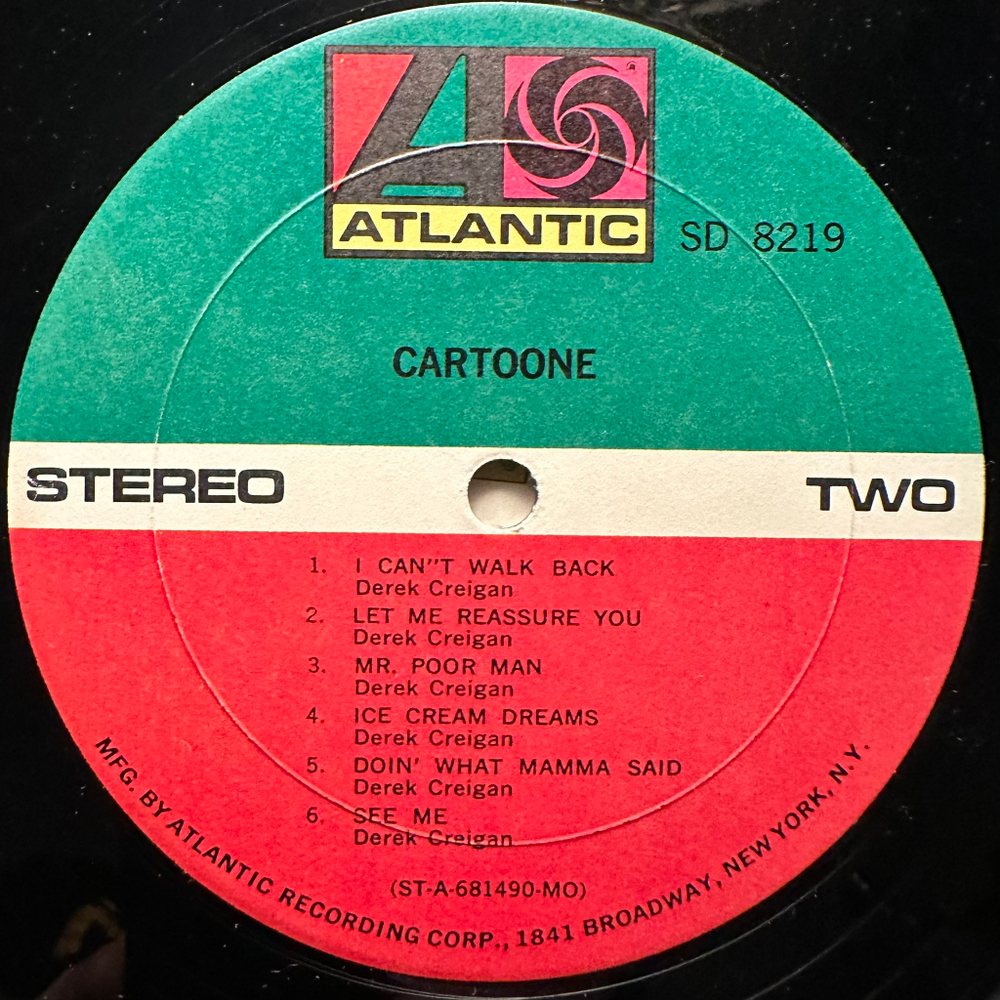 ATLANTIC
SD 8219
CARTOONE
STEREO
TWO
1. I CAN"T WALK BACK
Derek Creigan
2. LET ME REASSURE YOU
Derek Creigan
3. MR. POOR MAN
Derek Creigan
4. ICE CREAM DREAMS
Derek Creigan
5. DOIN' WHAT MAMMA SAID
Derek Creigan
6. SEE ME
Derek Creigan
(ST-A-681490-MO)
MFG. BY ATLANTIC RECORDING CORP., 1841 BROADWAY, NEW YORK, N.Y.